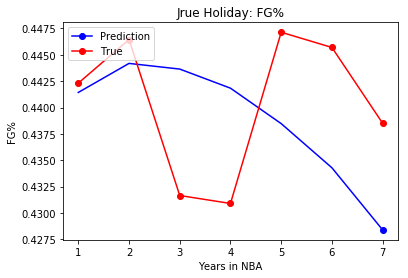 Jrue Holiday: FG%
Prediction
True
0.4475
0.4450
0.4425
0.4400
0.4375
0.4350
0.4325
0.4300
0.4275
FG%
1 2 3 4 5 6 7
Years in NBA